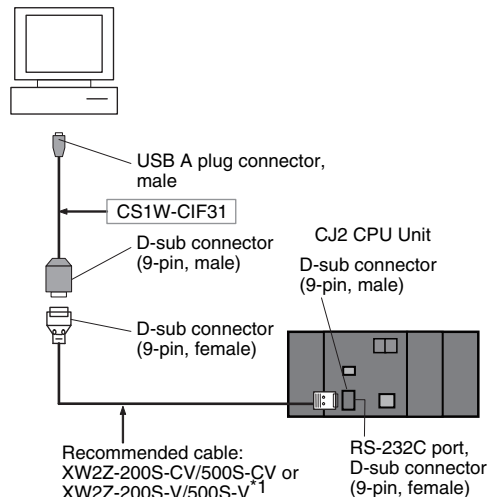 USB A plug connector,
male
CS1W-CIF31
D-sub connector
(9-pin, male)
CJ2 CPU Unit
D-sub connector
(9-pin, male)
D-sub connector
(9-pin, female)
Recommended cable:
XW2Z-200S-CV/500S-CV or
XW2Z-200S-V/500S-V*1
RS-232C port,
D-sub connector
(9-pin, female)